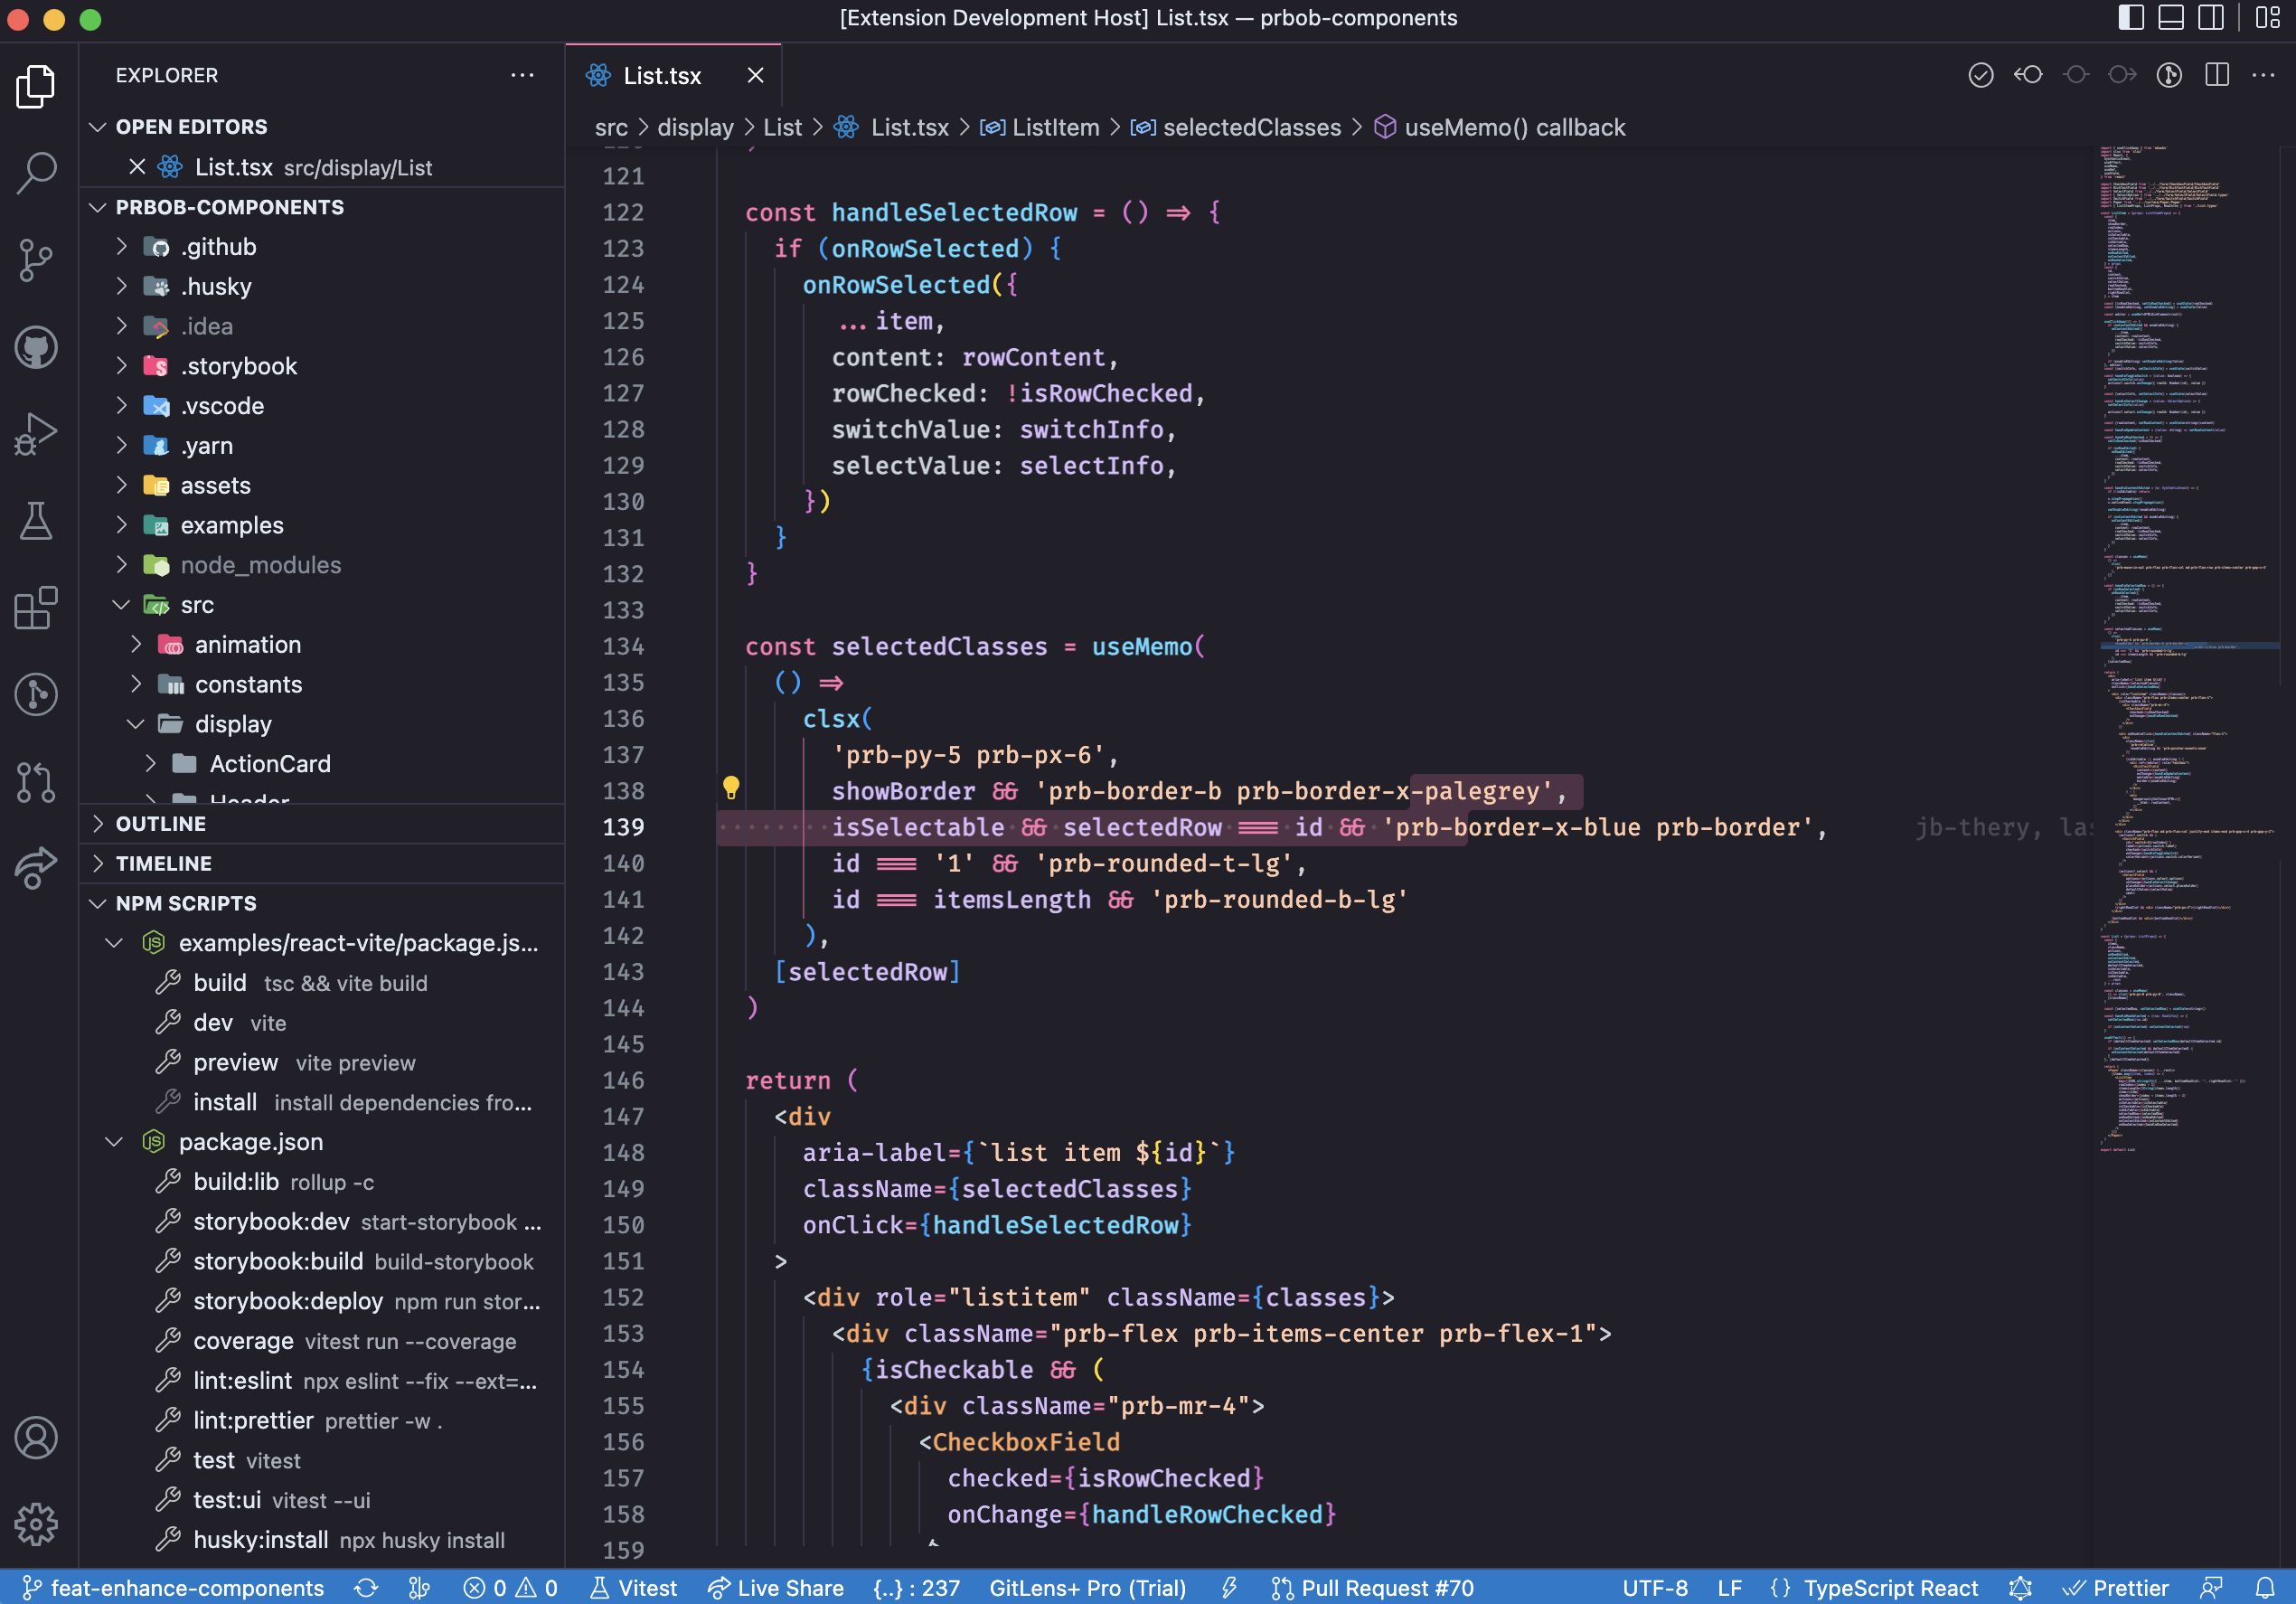 [Extension Development Host] List.tsx — prbob-components
EXPLORER
OPEN EDITORS
List.tsx src/display/List
PRBOB-COMPONENTS
.github
.husky
.idea
.storybook
.vscode
.yarn
assets
examples
node_modules
src
animation
constants
display
ActionCard
Header
OUTLINE
TIMELINE
NPM SCRIPTS
examples/react-vite/package.js...
build tsc && vite build
dev vite
preview vite preview
install install dependencies fro...
package.json
build:lib rollup -c
storybook:dev start-storybook ...
storybook:build build-storybook
storybook:deploy npm run stor...
coverage vitest run --coverage
lint:eslint npx eslint --fix --ext=...
lint:prettier prettier -w .
test vitest
test:ui vitest --ui
husky:install npx husky install
List.tsx
src > display > List > List.tsx > ListItem > selectedClasses > useMemo() callback
121
122 const handleSelectedRow = () => {
123 if (onRowSelected) {
124 onRowSelected({
125 ...item,
126 content: rowContent,
127 rowChecked: !isRowChecked,
128 switchValue: switchInfo,
129 selectValue: selectInfo,
130 })
131 }
132 }
133
134 const selectedClasses = useMemo(
135 () =>
136 clsx(
137 'prb-py-5 prb-px-6',
138 showBorder && 'prb-border-b prb-border-x-palegrey',
139 isSelectable && selectedRow === id && 'prb-border-x-blue prb-border', jb-thery, las
140 id === '1' && 'prb-rounded-t-lg',
141 id === itemsLength && 'prb-rounded-b-lg'
142 ),
143 [selectedRow]
144 )
145
146 return (
147 <div
148 aria-label={`list item ${id}`}
149 className={selectedClasses}
150 onClick={handleSelectedRow}
151 >
152 <div role="listitem" className={classes}>
153 <div className="prb-flex prb-items-center prb-flex-1">
154 {isCheckable && (
155 <div className="prb-mr-4">
156 <CheckboxField
157 checked={isRowChecked}
158 onChange={handleRowChecked}
159
feat-enhance-components 0 0 Vitest Live Share {..} : 237 GitLens+ Pro (Trial) Pull Request #70 UTF-8 LF {} TypeScript React Prettier